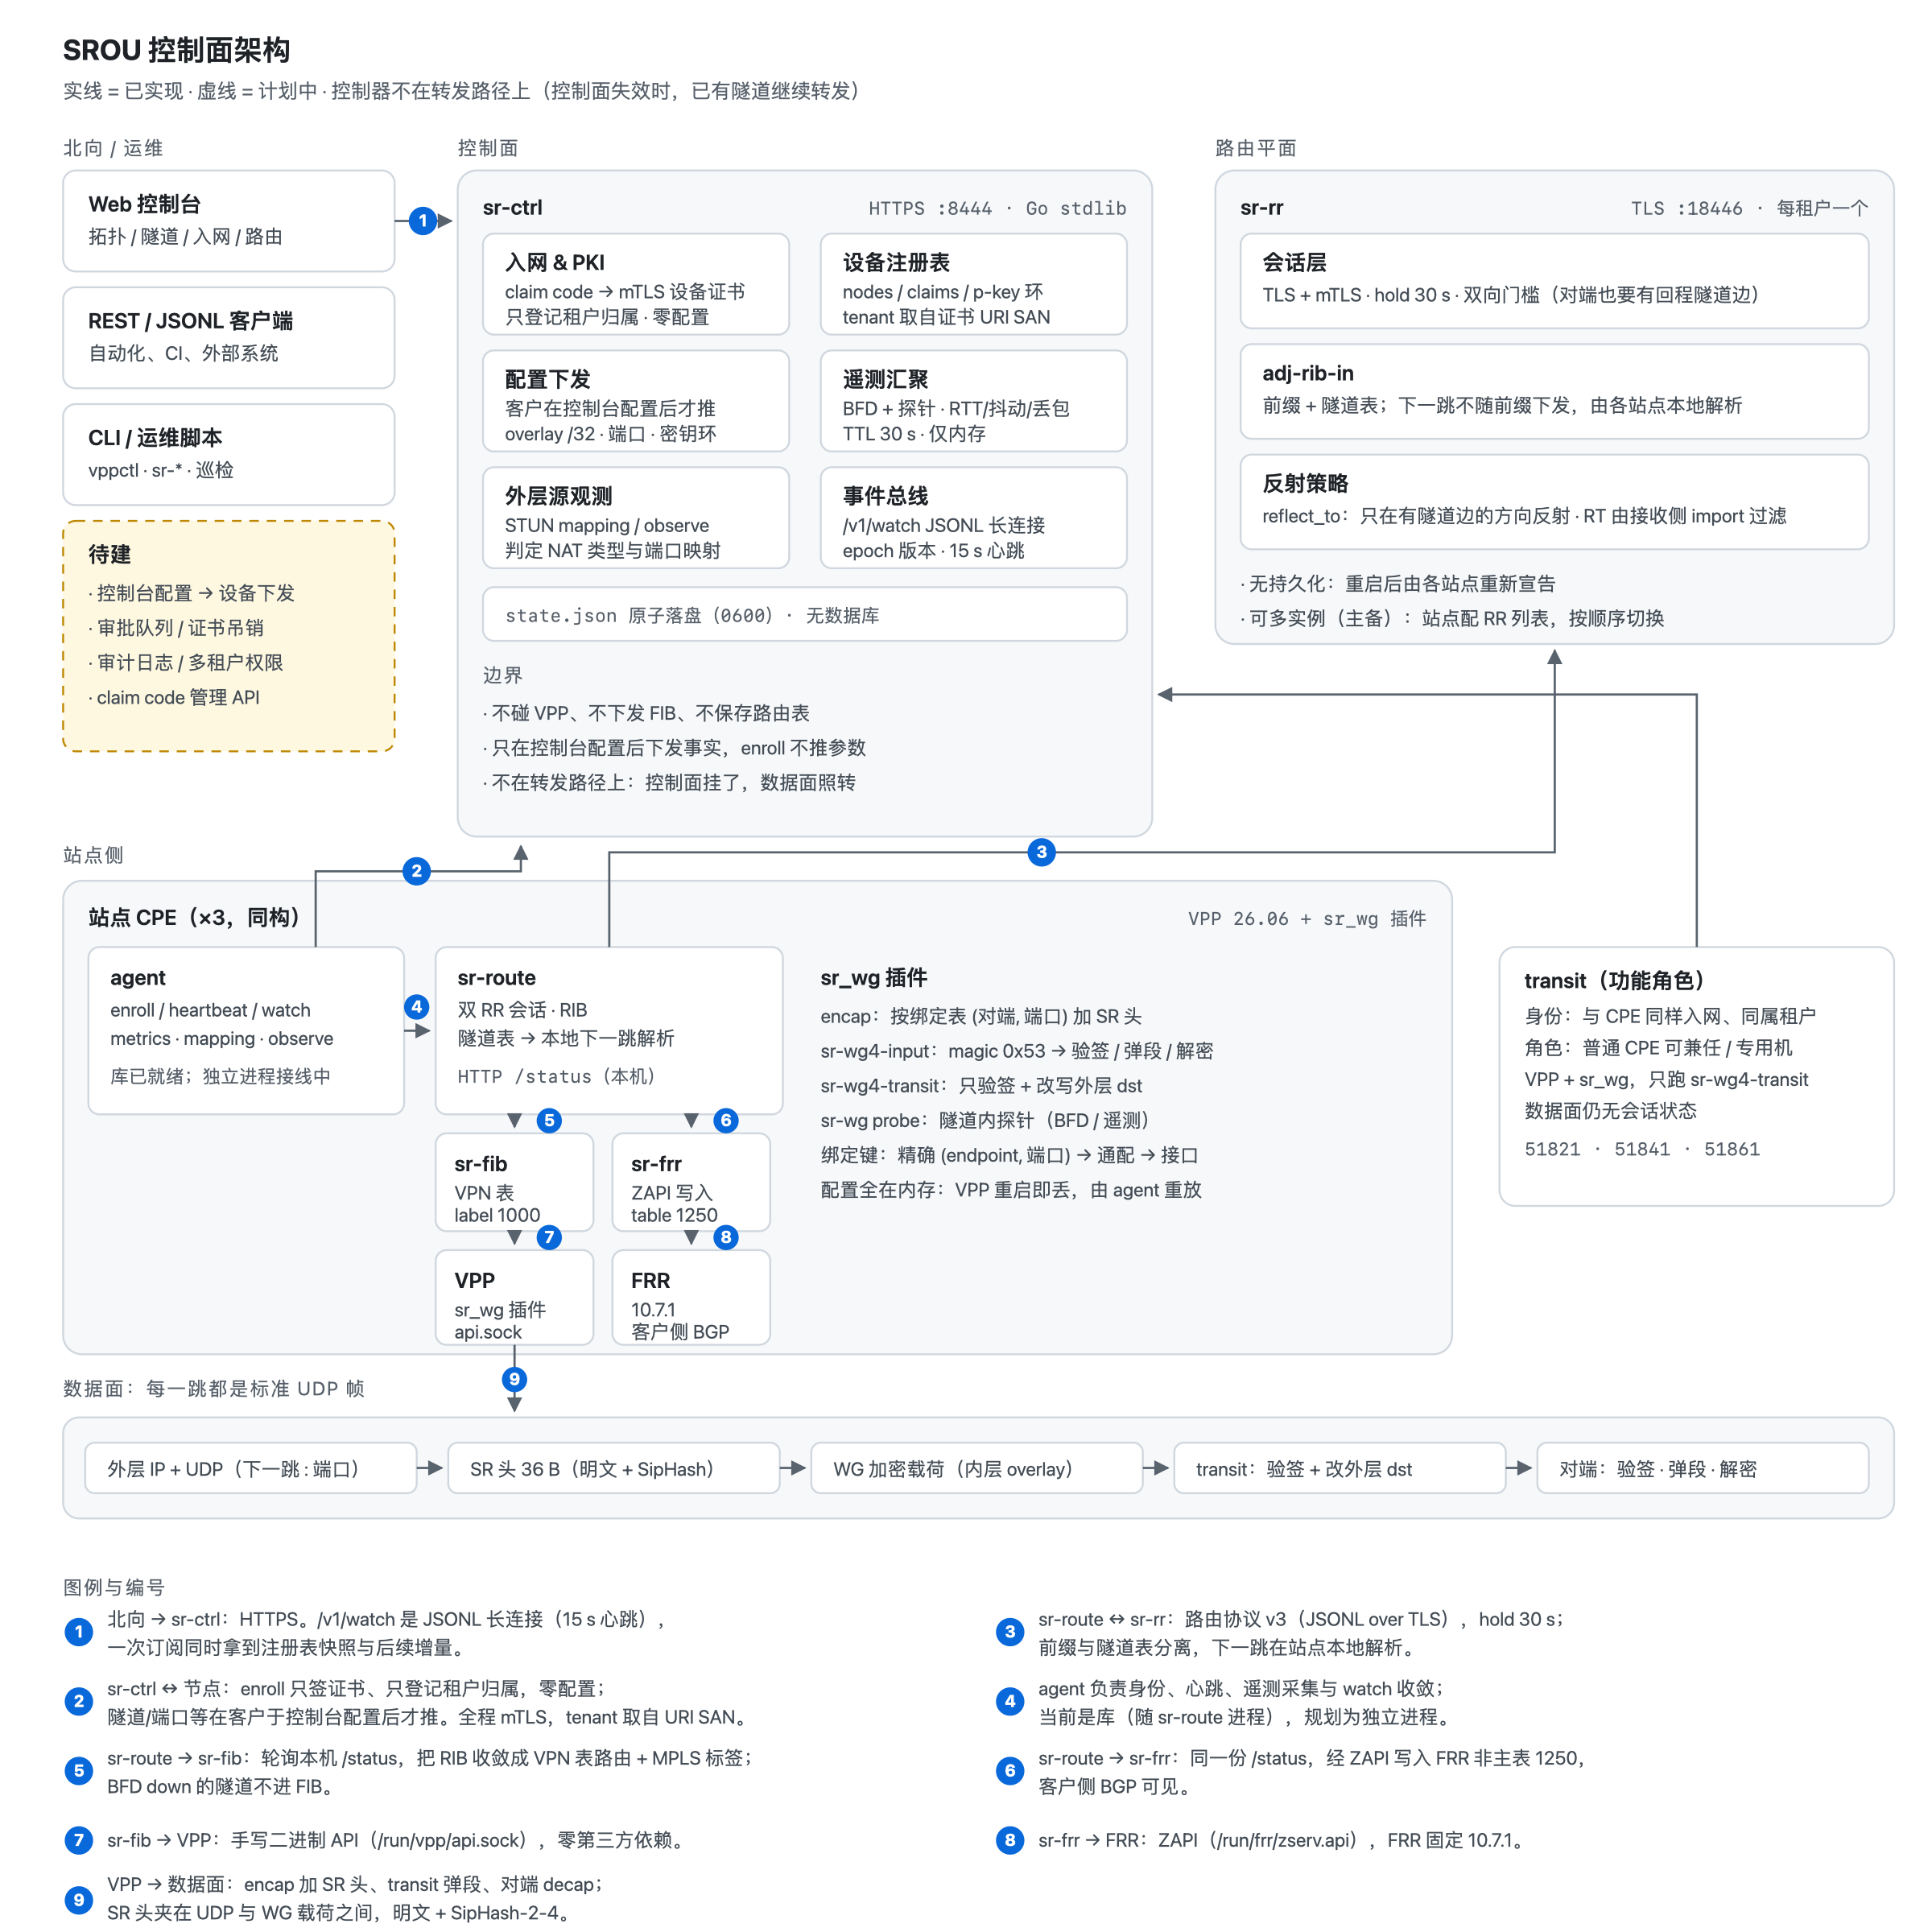 SROU 控制面架构
实线 = 已实现 · 虚线 = 计划中 · 控制器不在转发路径上（控制面失效时，已有隧道继续转发）
北向 / 运维
Web 控制台
拓扑 / 隧道 / 入网 / 路由
REST / JSONL 客户端
自动化、CI、外部系统
CLI / 运维脚本
vppctl · sr-* · 巡检
待建
· 控制台配置 → 设备下发
· 审批队列 / 证书吊销
· 审计日志 / 多租户权限
· claim code 管理 API
1
控制面
sr-ctrl
HTTPS :8444 · Go stdlib
入网 & PKI
claim code → mTLS 设备证书
只登记租户归属 · 零配置
设备注册表
nodes / claims / p-key 环
tenant 取自证书 URI SAN
配置下发
客户在控制台配置后才推
overlay /32 · 端口 · 密钥环
遥测汇聚
BFD + 探针 · RTT/抖动/丢包
TTL 30 s · 仅内存
外层源观测
STUN mapping / observe
判定 NAT 类型与端口映射
事件总线
/v1/watch JSONL 长连接
epoch 版本 · 15 s 心跳
state.json 原子落盘（0600） · 无数据库
边界
· 不碰 VPP、不下发 FIB、不保存路由表
· 只在控制台配置后下发事实，enroll 不推参数
· 不在转发路径上：控制面挂了，数据面照转
路由平面
sr-rr
TLS :18446 · 每租户一个
会话层
TLS + mTLS · hold 30 s · 双向门槛（对端也要有回程隧道边）
adj-rib-in
前缀 + 隧道表；下一跳不随前缀下发，由各站点本地解析
反射策略
reflect_to：只在有隧道边的方向反射 · RT 由接收侧 import 过滤
· 无持久化：重启后由各站点重新宣告
· 可多实例（主备）：站点配 RR 列表，按顺序切换
站点侧
2
3
站点 CPE（×3，同构）
VPP 26.06 + sr_wg 插件
agent
enroll / heartbeat / watch
metrics · mapping · observe
库已就绪；独立进程接线中
4
sr-route
双 RR 会话 · RIB
隧道表 → 本地下一跳解析
HTTP /status（本机）
5
6
sr-fib
VPN 表
label 1000
sr-frr
ZAPI 写入
table 1250
7
8
VPP
sr_wg 插件
api.sock
FRR
10.7.1
客户侧 BGP
sr_wg 插件
encap：按绑定表 (对端, 端口) 加 SR 头
sr-wg4-input：magic 0x53 → 验签 / 弹段 / 解密
sr-wg4-transit：只验签 + 改写外层 dst
sr-wg probe：隧道内探针（BFD / 遥测）
绑定键：精确 (endpoint, 端口) → 通配 → 接口
配置全在内存：VPP 重启即丢，由 agent 重放
transit（功能角色）
身份：与 CPE 同样入网、同属租户
角色：普通 CPE 可兼任 / 专用机
VPP + sr_wg，只跑 sr-wg4-transit
数据面仍无会话状态
51821 · 51841 · 51861
9
数据面：每一跳都是标准 UDP 帧
外层 IP + UDP（下一跳 : 端口）
SR 头 36 B（明文 + SipHash）
WG 加密载荷（内层 overlay）
transit：验签 + 改外层 dst
对端：验签 · 弹段 · 解密
图例与编号
1
北向 → sr-ctrl：HTTPS。/v1/watch 是 JSONL 长连接（15 s 心跳），
一次订阅同时拿到注册表快照与后续增量。
3
sr-route ↔ sr-rr：路由协议 v3（JSONL over TLS），hold 30 s；
前缀与隧道表分离，下一跳在站点本地解析。
2
sr-ctrl ↔ 节点：enroll 只签证书、只登记租户归属，零配置；
隧道/端口等在客户于控制台配置后才推。全程 mTLS，tenant 取自 URI SAN。
4
agent 负责身份、心跳、遥测采集与 watch 收敛；
当前是库（随 sr-route 进程），规划为独立进程。
5
sr-route → sr-fib：轮询本机 /status，把 RIB 收敛成 VPN 表路由 + MPLS 标签；
BFD down 的隧道不进 FIB。
6
sr-route → sr-frr：同一份 /status，经 ZAPI 写入 FRR 非主表 1250，
客户侧 BGP 可见。
7
sr-fib → VPP：手写二进制 API（/run/vpp/api.sock），零第三方依赖。
8
sr-frr → FRR：ZAPI（/run/frr/zserv.api），FRR 固定 10.7.1。
9
VPP → 数据面：encap 加 SR 头、transit 弹段、对端 decap；
SR 头夹在 UDP 与 WG 载荷之间，明文 + SipHash-2-4。